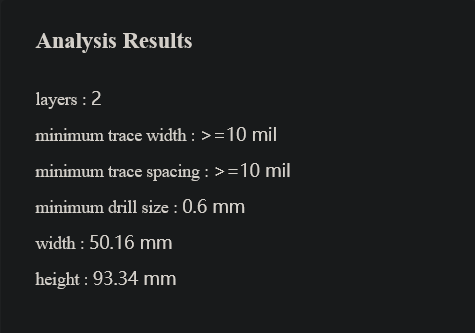 Analysis Results
layers : 2
minimum trace width : >=10 mil
minimum trace spacing : >=10 mil
minimum drill size : 0.6 mm
width : 50.16 mm
height : 93.34 mm